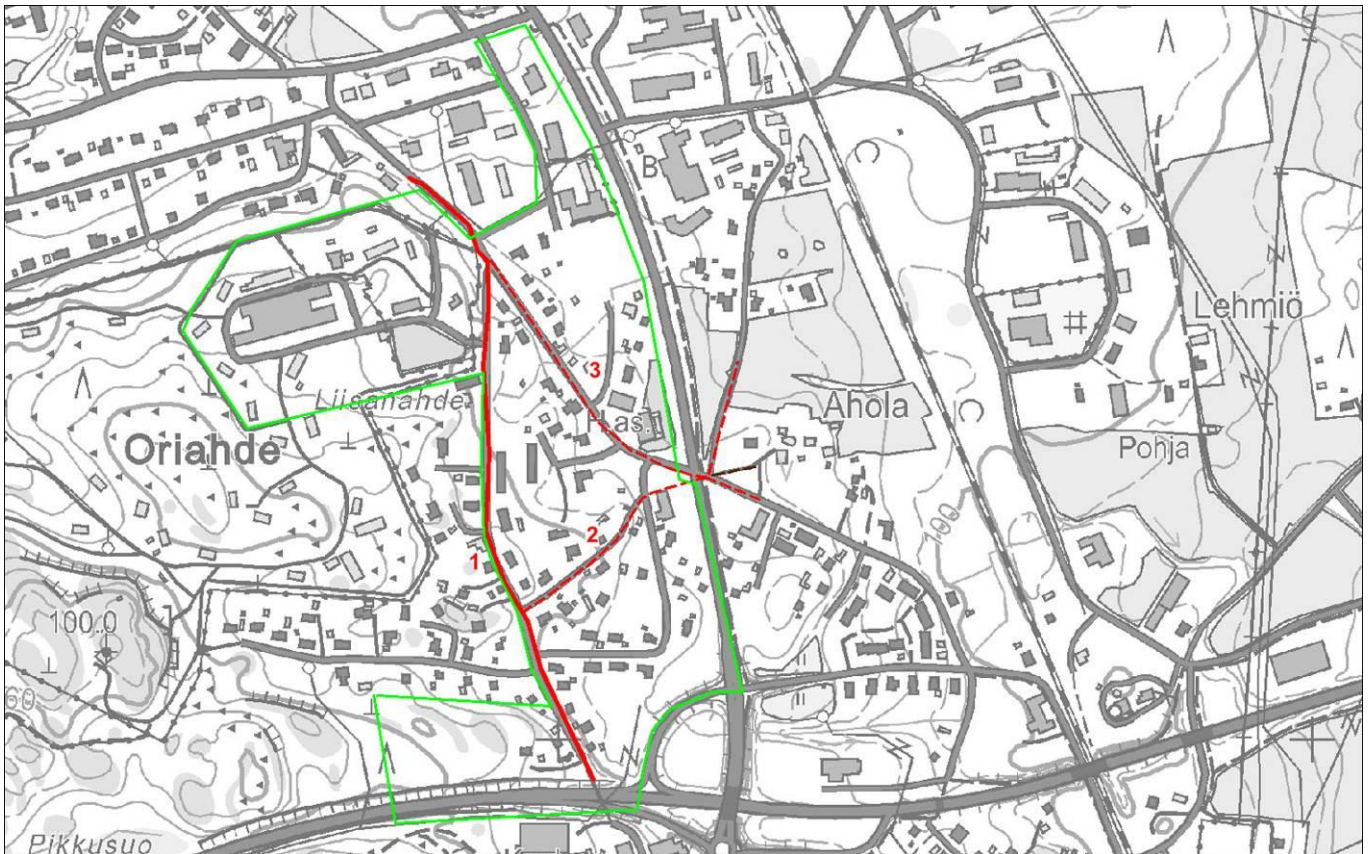 B
Lehmiö
3
Liisanahde
Ahola
H.as.
Oriahde
Pohja
2
1
100
100.0
60
Pikkusuo